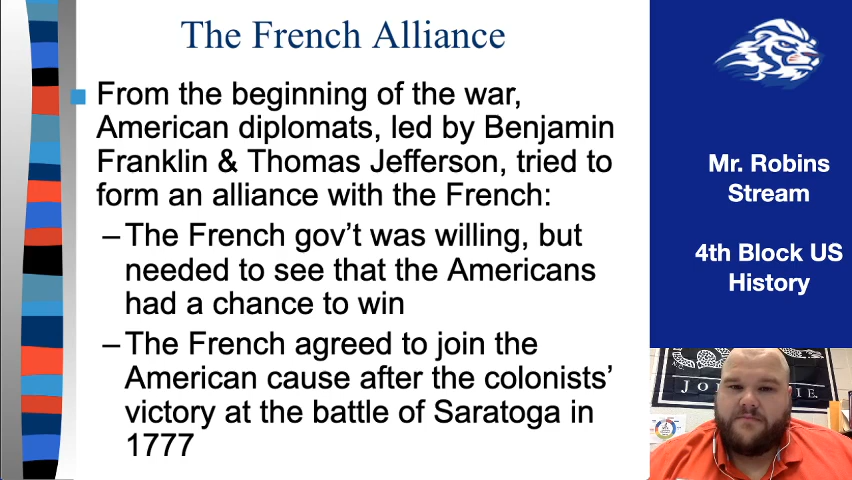 The French Alliance
From the beginning of the war,
American diplomats, led by Benjamin
Franklin & Thomas Jefferson, tried to
form an alliance with the French:
–The French gov’t was willing, but
needed to see that the Americans
had a chance to win
–The French agreed to join the
American cause after the colonists’
victory at the battle of Saratoga in
1777
Mr. Robins
Stream
4th Block US
History